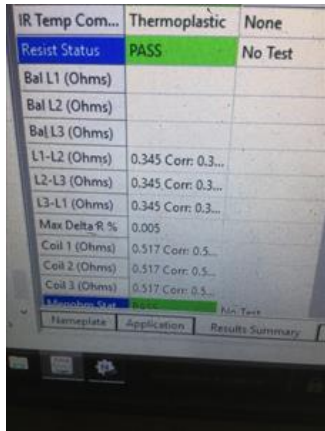 IR Temp Com... Thermoplastic None
Resist Status PASS No Test
Bal L1 (Ohms)
Bal L2 (Ohms)
Bal L3 (Ohms)
L1-L2 (Ohms) 0.345 Corr: 0.3...
L2-L3 (Ohms) 0.345 Corr: 0.3...
L3-L1 (Ohms) 0.345 Corr: 0.3...
Max Delta R % 0.005
Coil 1 (Ohms) 0.517 Corr: 0.5...
Coil 2 (Ohms) 0.517 Corr: 0.5...
Coil 3 (Ohms) 0.517 Corr: 0.5...
Megohm Stat PASS No Test
Nameplate Application Results Summary